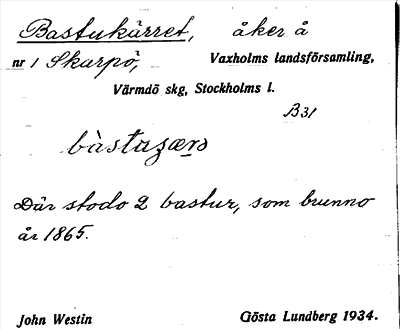 Bastukärret, åker å
nr 1 Skarpö, Vaxholms landsförsamling,
Värmdö skg, Stockholms l.
B31
Där stodo 2 bastur, som brunno
år 1865.
John Westin Gösta Lundberg 1934.